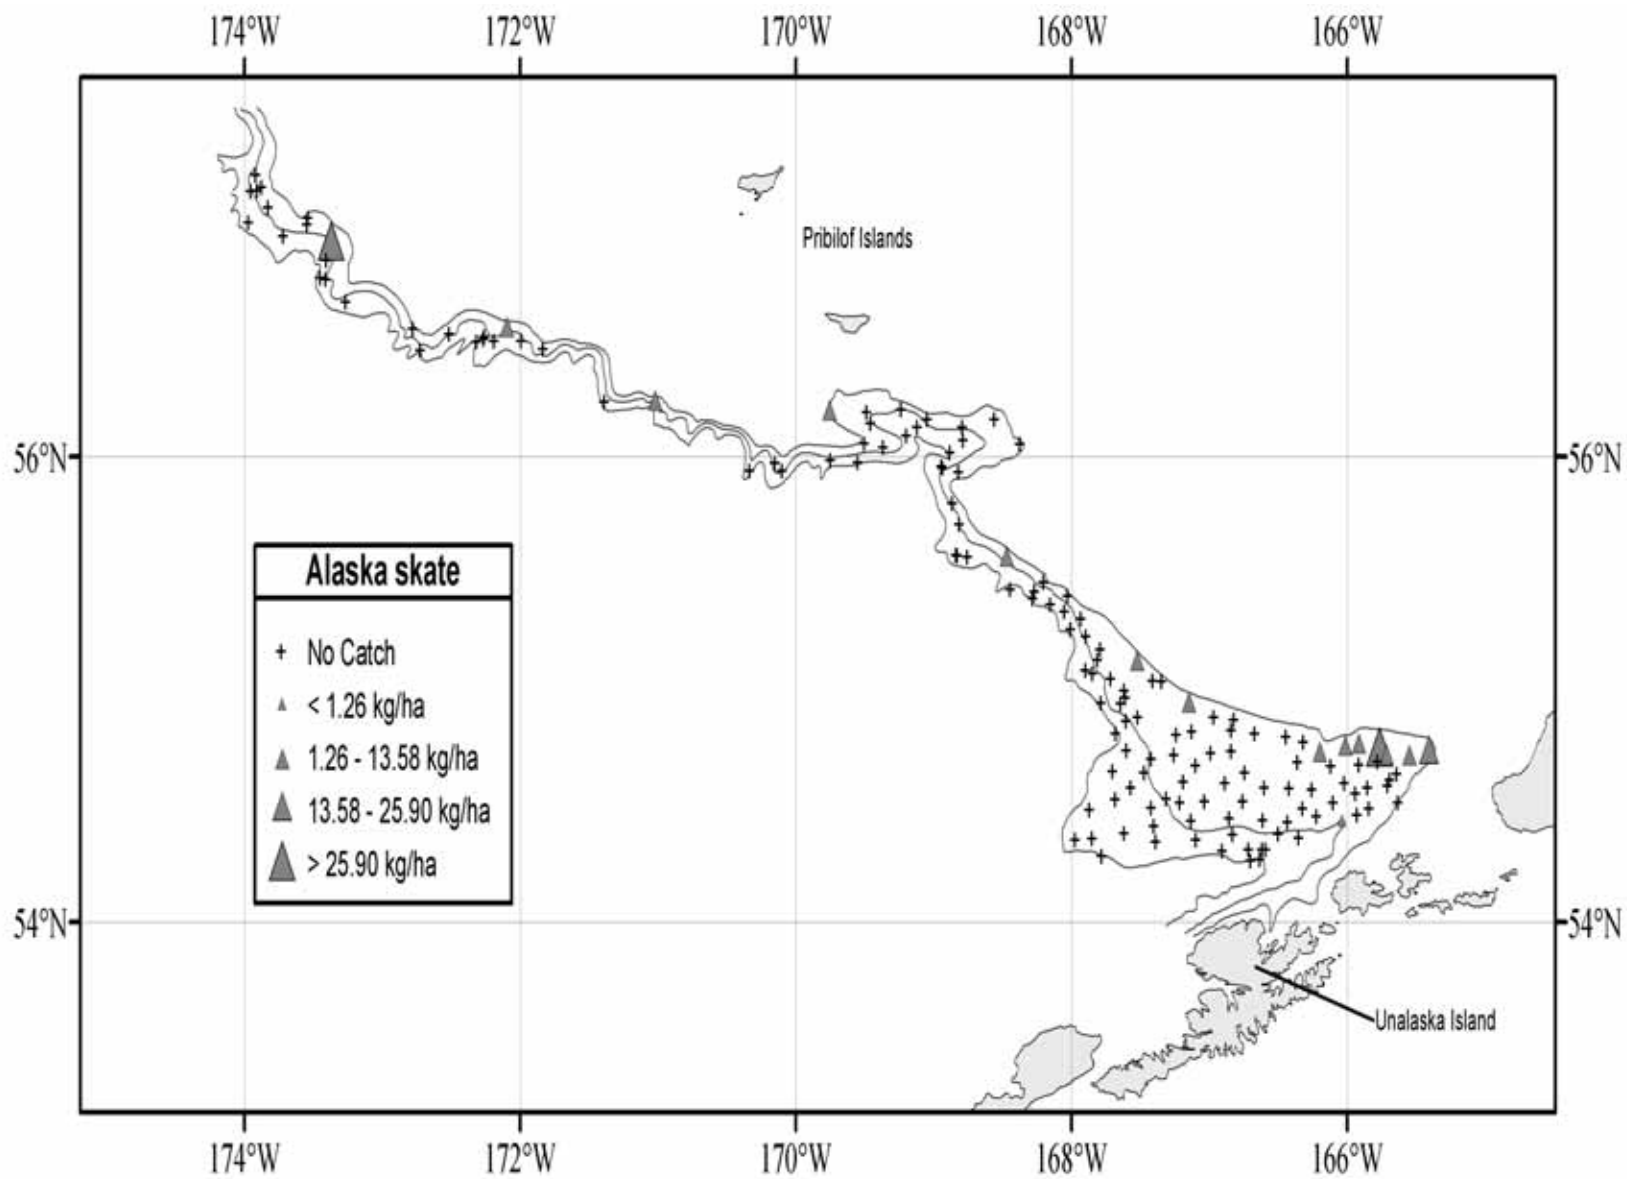 174°W 172°W 170°W 168°W 166°W
Pribilof Islands
56°N 56°N
Alaska skate
No Catch
< 1.26 kg/ha
1.26 - 13.58 kg/ha
13.58 - 25.90 kg/ha
> 25.90 kg/ha
54°N 54°N
Unalaska Island
174°W 172°W 170°W 168°W 166°W